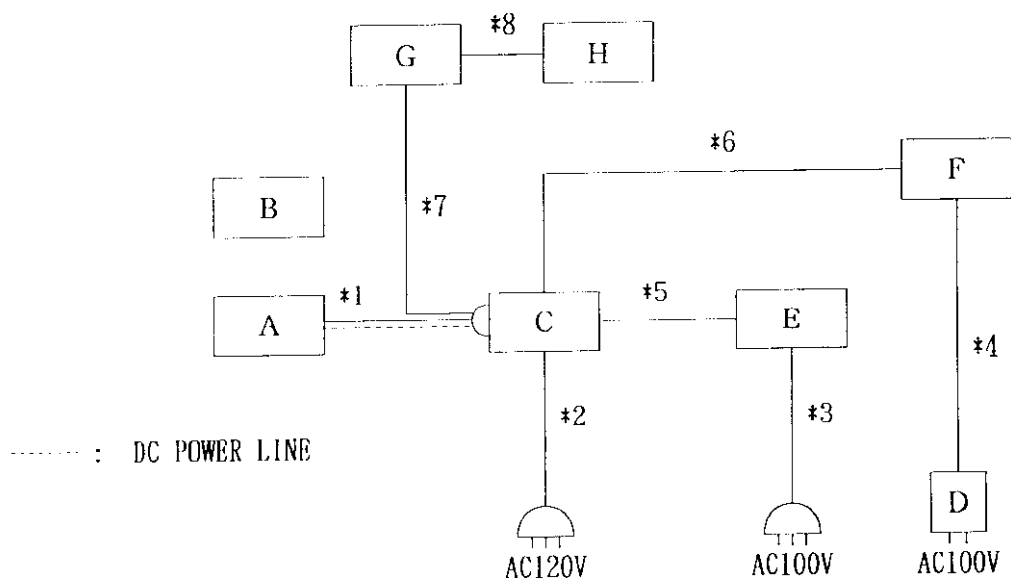 *8
G
H
*6
F
B
*7
*1
*5
A
C
E
*4
*2
*3
: DC POWER LINE
D
AC120V
AC100V
AC100V